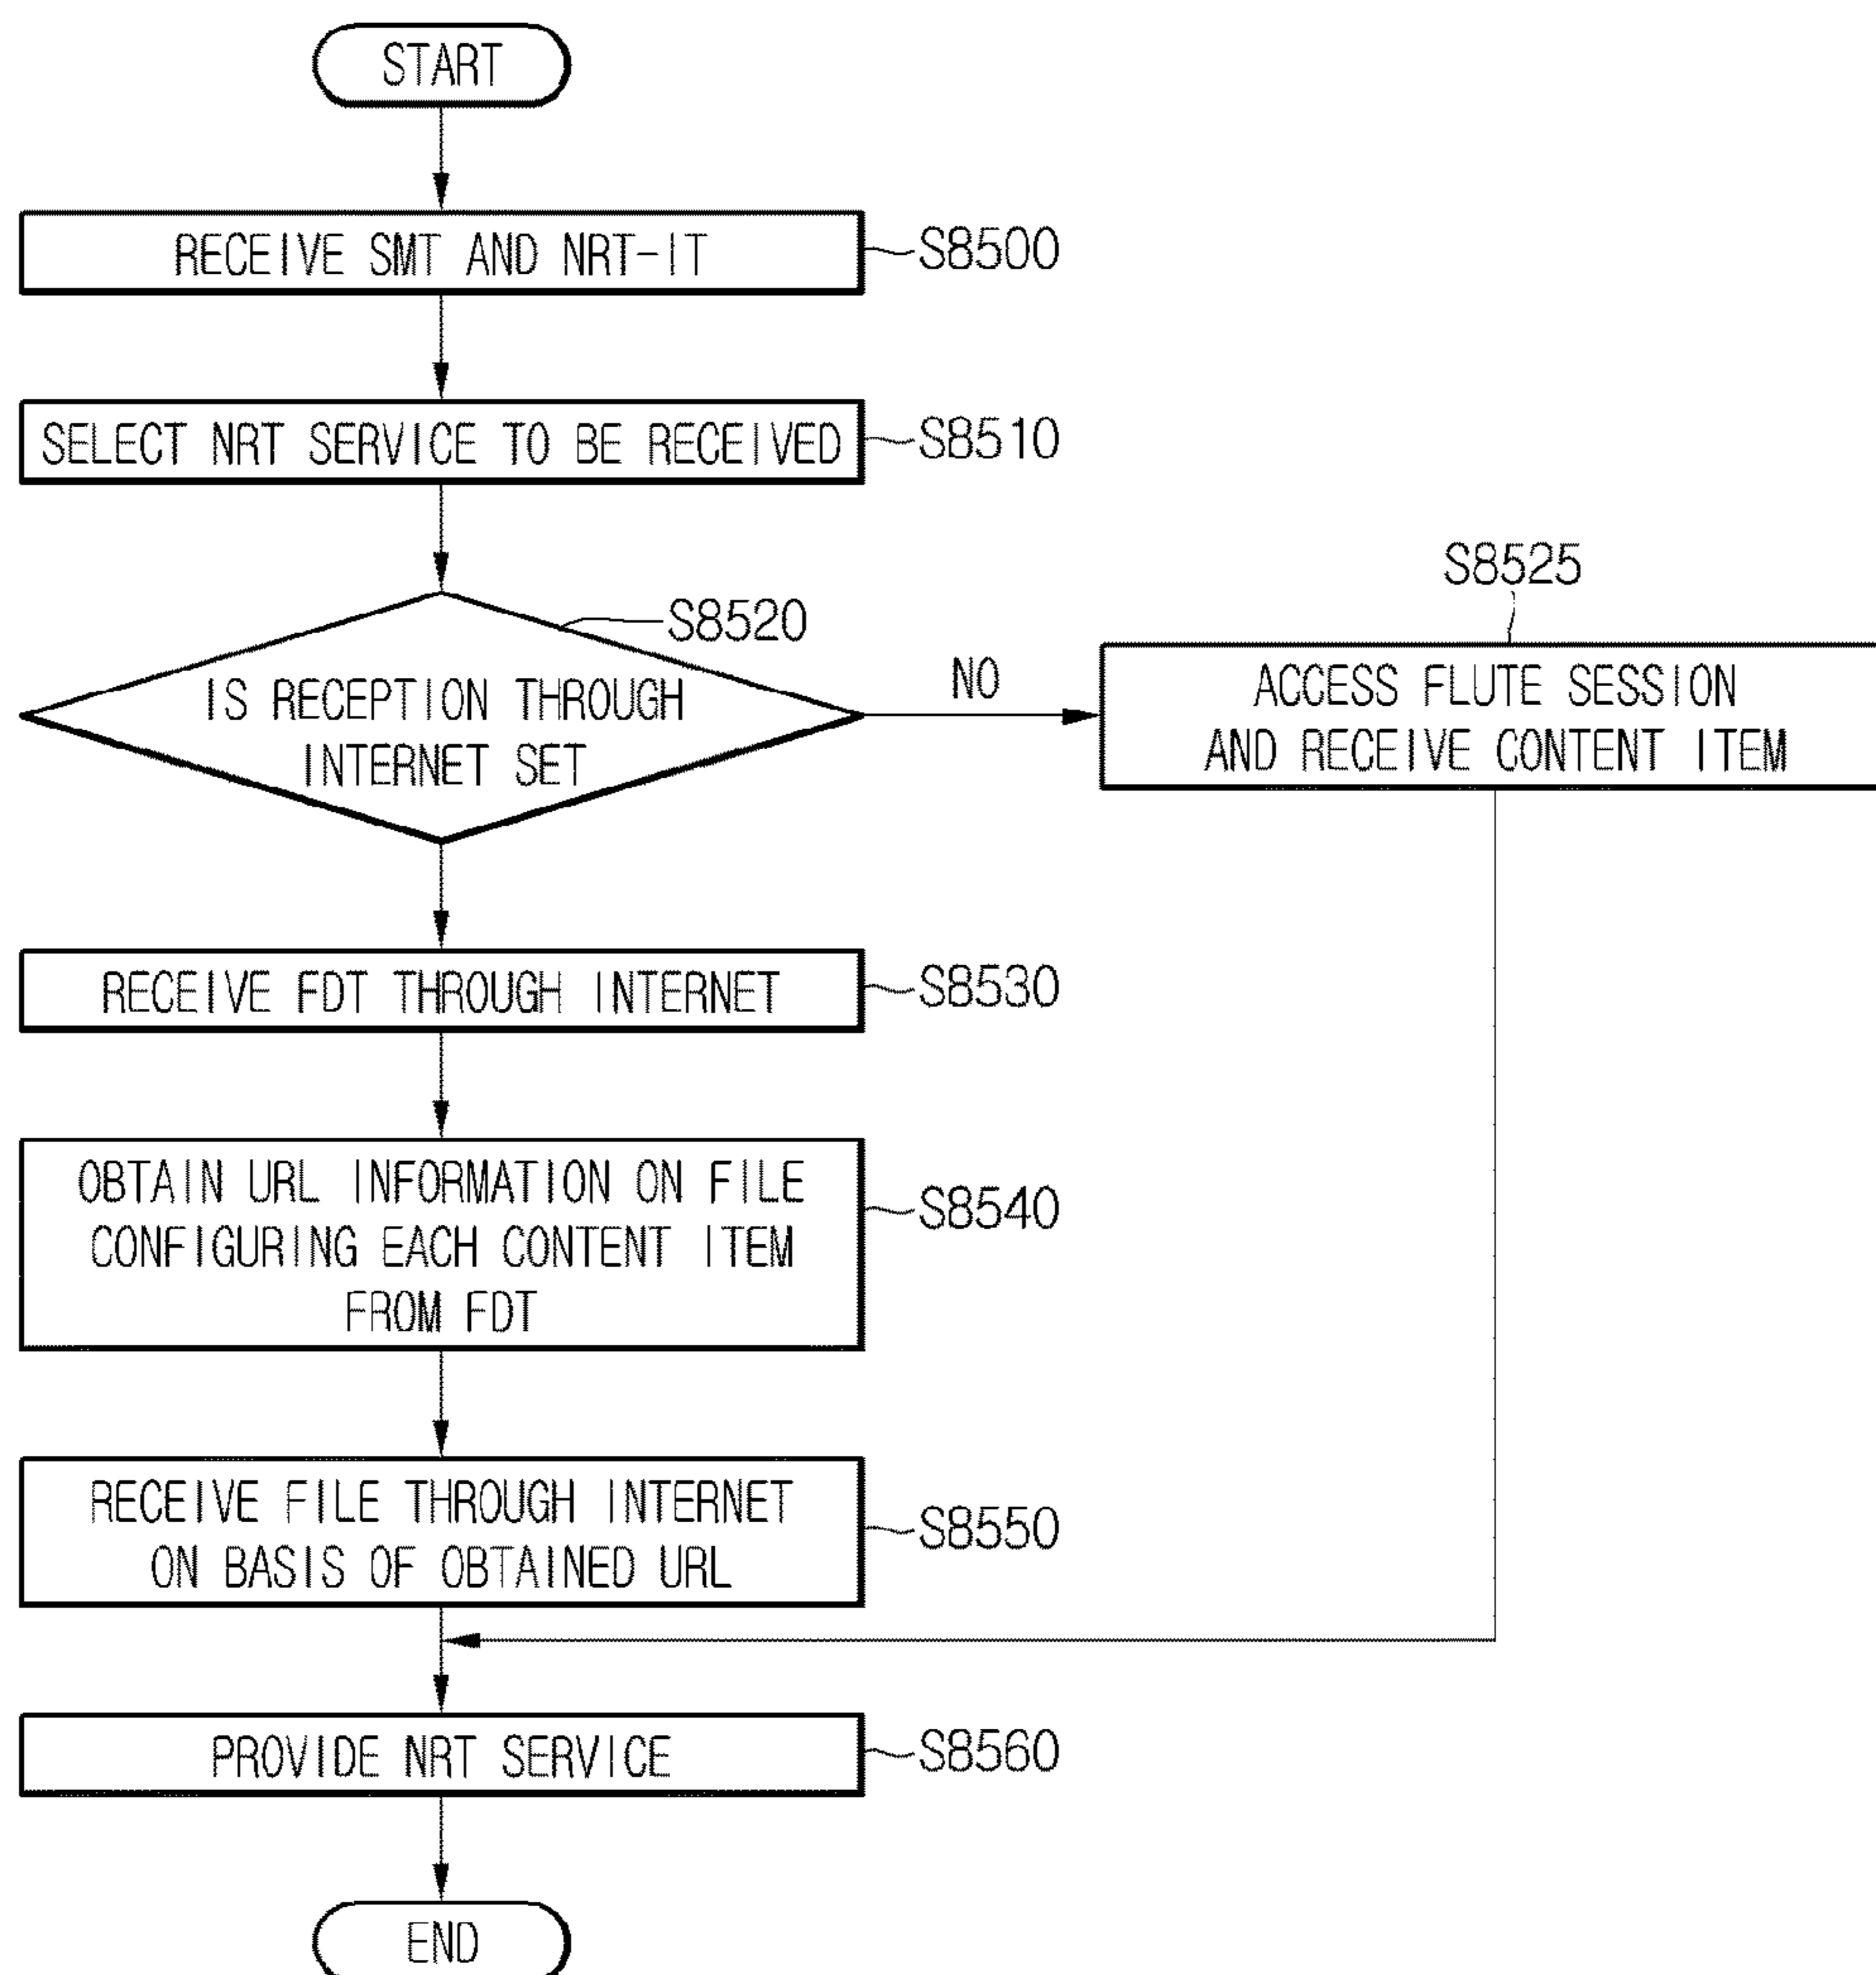 START
RECEIVE SMT AND NRT-IT
S8500
SELECT NRT SERVICE TO BE RECEIVED
S8510
S8520
IS RECEPTION THROUGH
INTERNET SET
NO
S8525
ACCESS FLUTE SESSION
AND RECEIVE CONTENT ITEM
RECEIVE FDT THROUGH INTERNET
S8530
OBTAIN URL INFORMATION ON FILE
CONFIGURING EACH CONTENT ITEM
FROM FDT
S8540
RECEIVE FILE THROUGH INTERNET
ON BASIS OF OBTAINED URL
S8550
PROVIDE NRT SERVICE
S8560
END